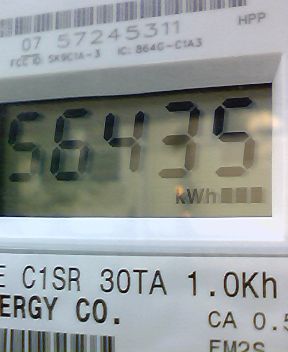 07 57245311
HPP
FCC ID: SK9C1A-3 IC: 864G-C1A3
56435
kWh
E C1SR 30TA 1.0Kh
ERGY CO.
CA 0.5
EM2S